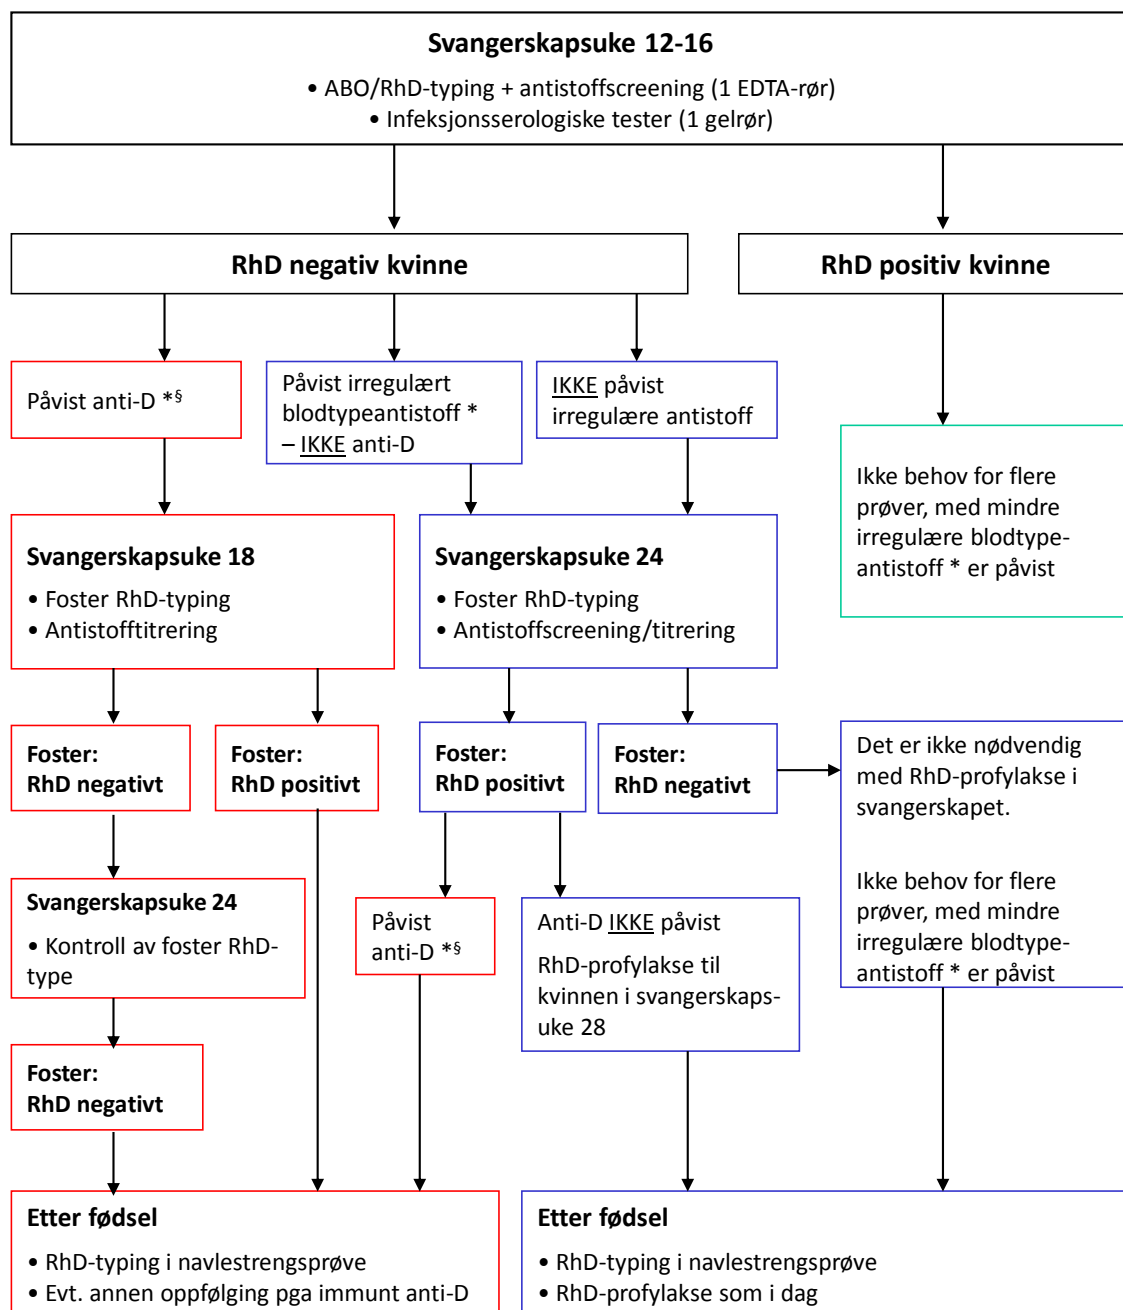 Svangerskapsuke 12-16
• ABO/RhD-typing + antistoffscreening (1 EDTA-rør)
• Infeksjonsserologiske tester (1 gelrør)
RhD negativ kvinne
RhD positiv kvinne
Påvist anti-D *§
Påvist irregulært
blodtypeantistoff *
– IKKE anti-D
IKKE påvist
irregulære antistoff
Ikke behov for flere
prøver, med mindre
irregulære blodtype-
antistoff * er påvist
Svangerskapsuke 18
• Foster RhD-typing
• Antistofftitrering
Svangerskapsuke 24
• Foster RhD-typing
• Antistoffscreening/titrering
Foster:
RhD negativt
Foster:
RhD positivt
Foster:
RhD positivt
Foster:
RhD negativt
Det er ikke nødvendig
med RhD-profylakse i
svangerskapet.
Ikke behov for flere
prøver, med mindre
irregulære blodtype-
antistoff * er påvist
Svangerskapsuke 24
• Kontroll av foster RhD-
type
Påvist
anti-D *§
Anti-D IKKE påvist
RhD-profylakse til
kvinnen i svangerskaps-
uke 28
Foster:
RhD negativt
Etter fødsel
• RhD-typing i navlestrengsprøve
• Evt. annen oppfølging pga immunt anti-D
Etter fødsel
• RhD-typing i navlestrengsprøve
• RhD-profylakse som i dag